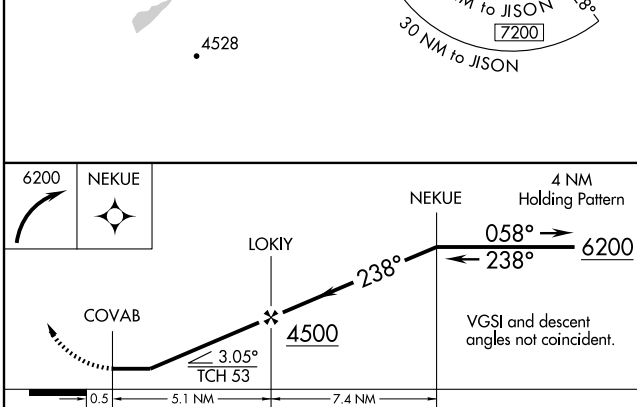 M to JISON
8°
7200
30 NM to JISON
4528
6200
NEKUE
NEKUE
4 NM
Holding Pattern
058°
238°
6200
LOKIY
238°
4500
COVAB
VGSI and descent
angles not coincident.
3.05°
TCH 53
0.5
5.1 NM
7.4 NM